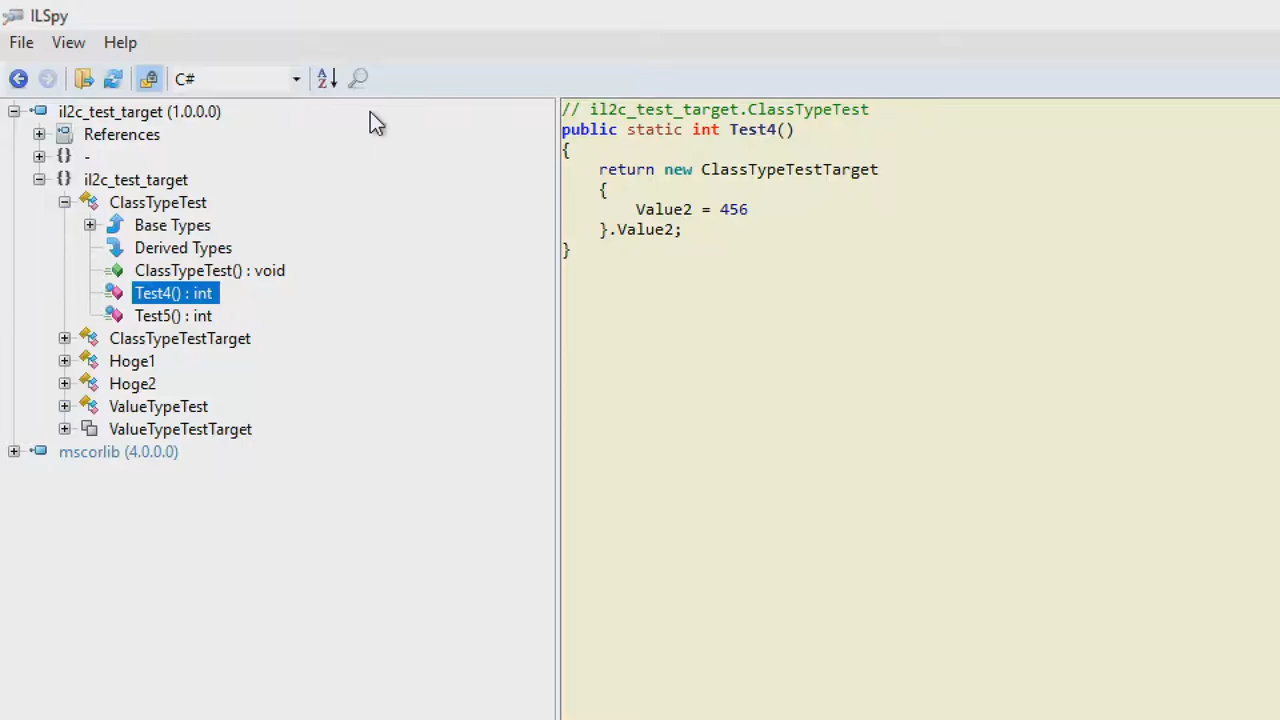 ILSpy
File View Help
C#
il2c_test_target (1.0.0.0)
References
{} -
{} il2c_test_target
ClassTypeTest
Base Types
Derived Types
ClassTypeTest() : void
Test4() : int
Test5() : int
ClassTypeTestTarget
Hoge1
Hoge2
ValueTypeTest
ValueTypeTestTarget
mscorlib (4.0.0.0)
// il2c_test_target.ClassTypeTest
public static int Test4()
{
return new ClassTypeTestTarget
{
Value2 = 456
}.Value2;
}